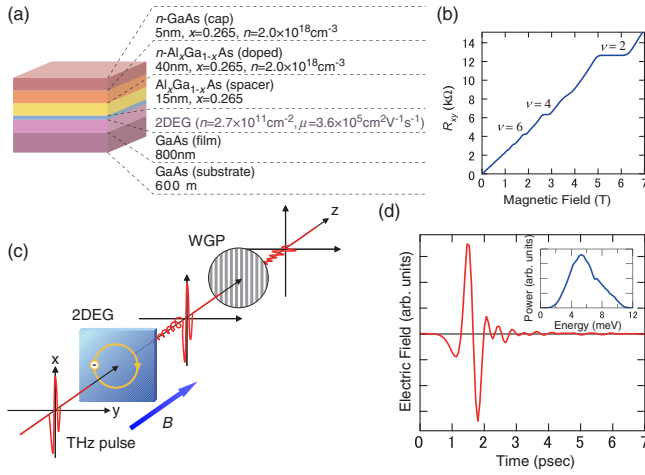 (a)
n-GaAs (cap)
5nm, x=0.265, n=2.0×10¹⁸cm⁻³
n-AlₓGa₁₋ₓAs (doped)
40nm, x=0.265, n=2.0×10¹⁸cm⁻³
AlₓGa₁₋ₓAs (spacer)
15nm, x=0.265
2DEG (n=2.7×10¹¹cm⁻², μ=3.6×10⁵cm²V⁻¹s⁻¹)
GaAs (film)
800nm
GaAs (substrate)
600 m
(b)
14
12
10
8
6
4
2
0
Rxy (kΩ)
ν = 2
ν = 4
ν = 6
0 1 2 3 4 5 6 7
Magnetic Field (T)
(c)
WGP
z
2DEG
x
y
B
THz pulse
(d)
Electric Field (arb. units)
0 1 2 3 4 5 6 7
Time (psec)
Power (arb. units)
0 4 8 12
Energy (meV)